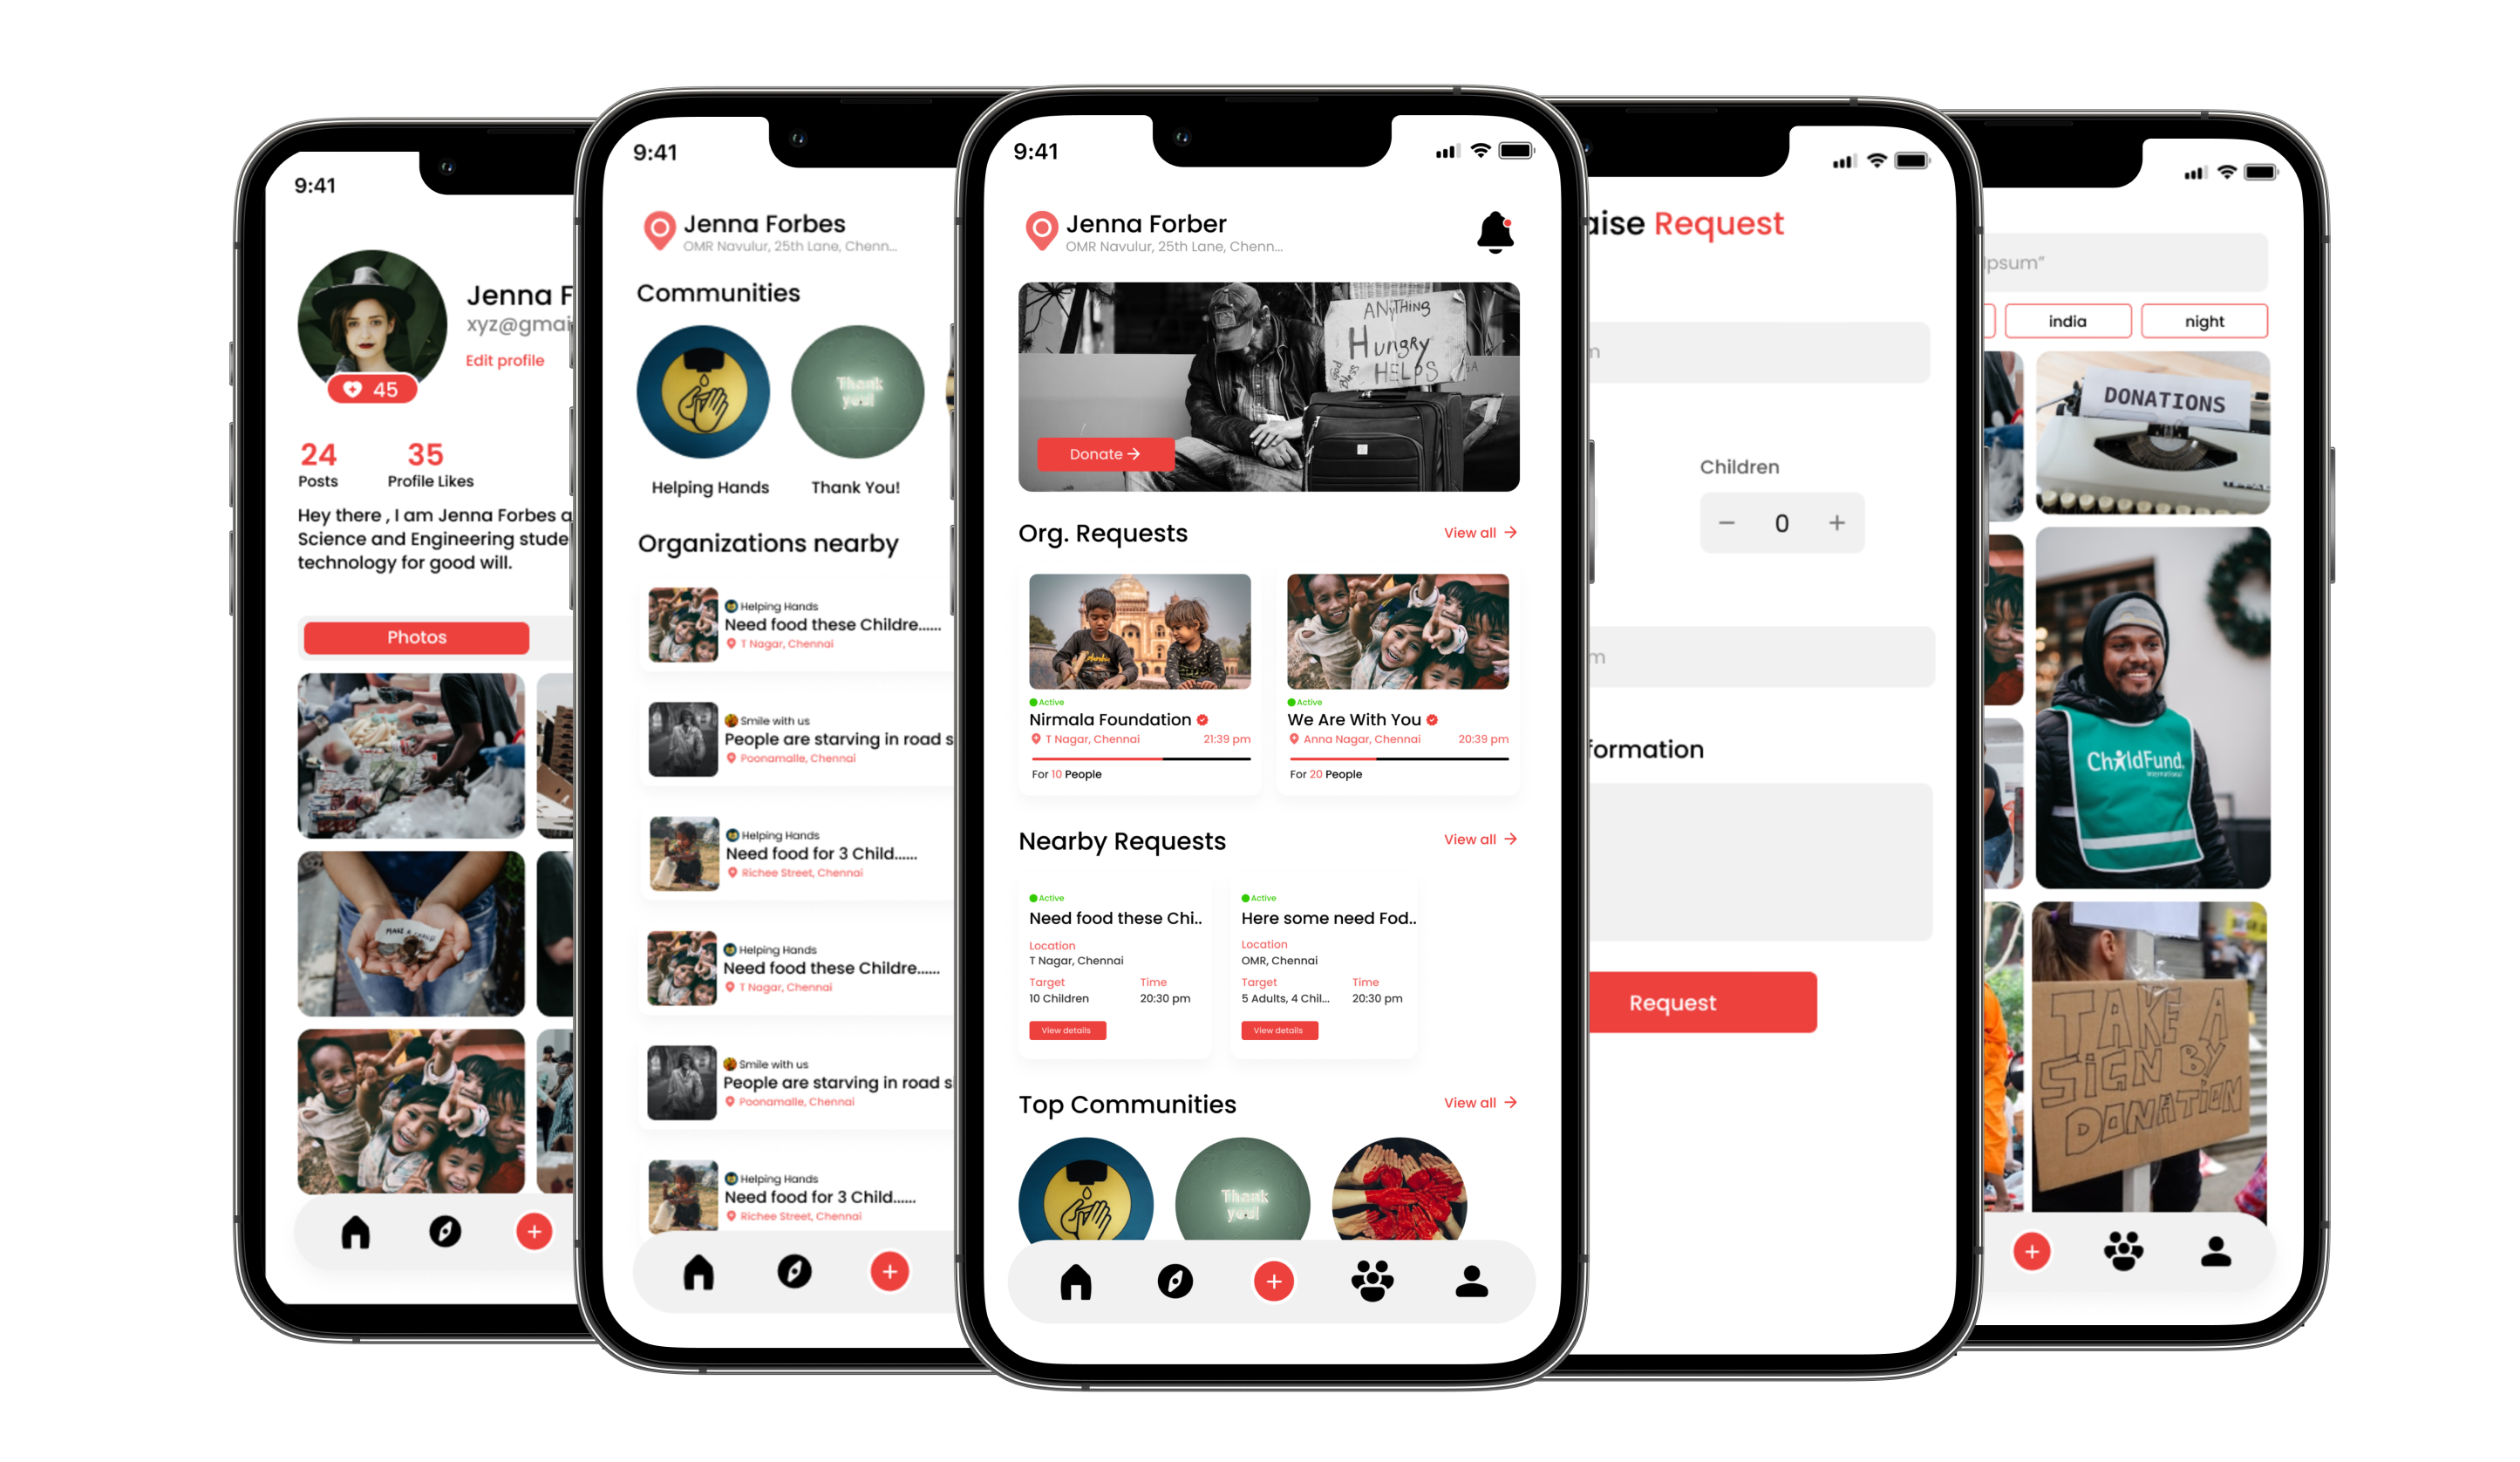 9:41
Jenna F
xyz@gmai
Edit profile
45
24
35
Posts
Profile Likes
Hey there , I am Jenna Forbes a
Science and Engineering stude
technology for good will.
Photos
MAKE A CHANGE
9:41
Jenna Forbes
OMR Navulur, 25th Lane, Chenn...
Communities
Thank
you!
Helping Hands
Thank You!
Organizations nearby
Helping Hands
Need food these Childre......
T Nagar, Chennai
Smile with us
People are starving in road s
Poonamalle, Chennai
Helping Hands
Need food for 3 Child......
Richee Street, Chennai
Helping Hands
Need food these Childre......
T Nagar, Chennai
Smile with us
People are starving in road s
Poonamalle, Chennai
Helping Hands
Need food for 3 Child......
Richee Street, Chennai
9:41
Jenna Forber
OMR Navulur, 25th Lane, Chenn...
ANYTHING
HUNGRY
HELPS
God
Bless
Donate
Org. Requests
View all
Active
Nirmala Foundation
T Nagar, Chennai
21:39 pm
For 10 People
Active
We Are With You
Anna Nagar, Chennai
20:39 pm
For 20 People
Nearby Requests
View all
Active
Need food these Chi..
Location
T Nagar, Chennai
Target
Time
10 Children
20:30 pm
View details
Active
Here some need Fod..
Location
OMR, Chennai
Target
Time
5 Adults, 4 Chil...
20:30 pm
View details
Top Communities
View all
Thank
you!
aise Request
m
Children
0
m
formation
Request
Ipsum”
india
night
DONATIONS
ChildFund
International
TAKE A
SiGN BY
DONATiON